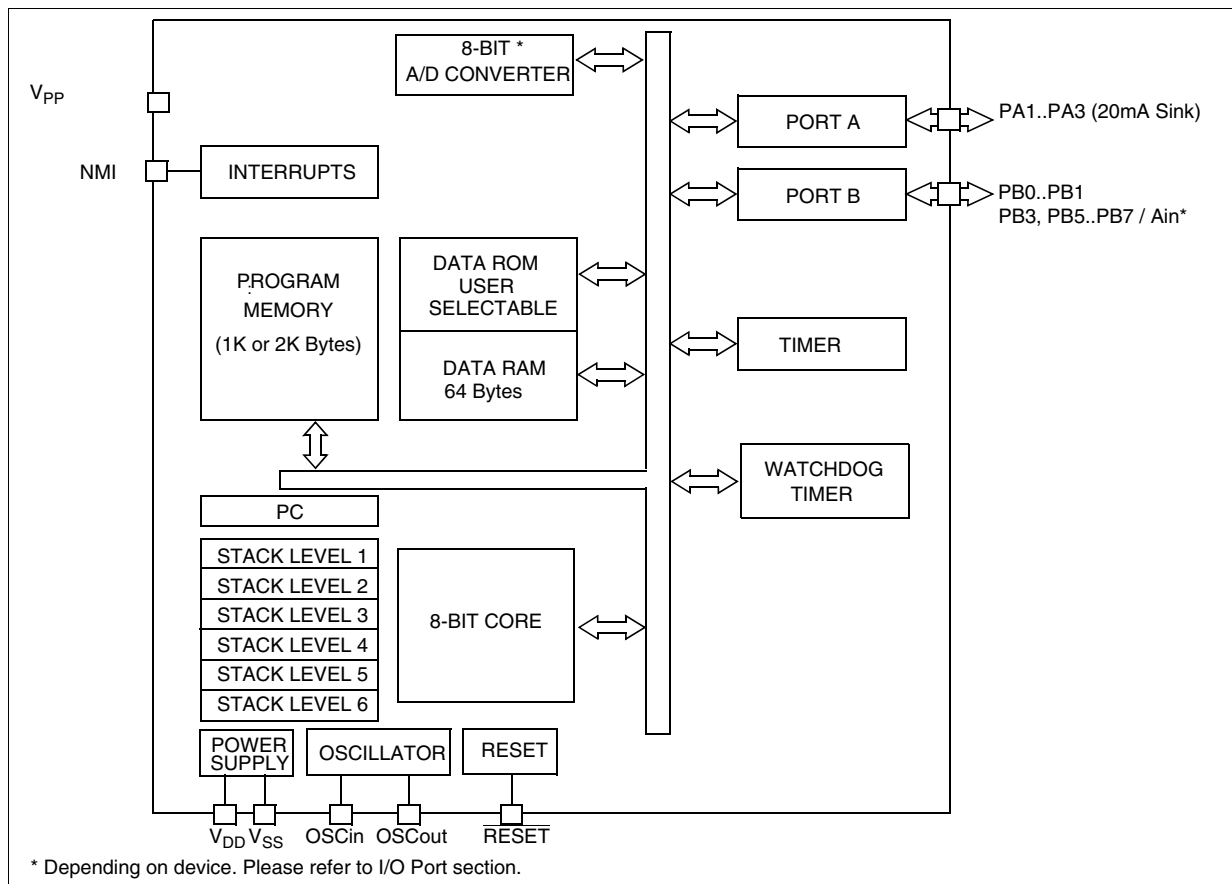 8-BIT *
A/D CONVERTER
VPP
PORT A
PA1..PA3 (20mA Sink)
NMI
INTERRUPTS
PORT B
PB0..PB1
PB3, PB5..PB7 / Ain*
PROGRAM
MEMORY
(1K or 2K Bytes)
DATA ROM
USER
SELECTABLE
DATA RAM
64 Bytes
TIMER
WATCHDOG
TIMER
PC
STACK LEVEL 1
STACK LEVEL 2
STACK LEVEL 3
STACK LEVEL 4
STACK LEVEL 5
STACK LEVEL 6
8-BIT CORE
POWER
SUPPLY
OSCILLATOR
RESET
VDD VSS OSCin OSCout RESET
* Depending on device. Please refer to I/O Port section.